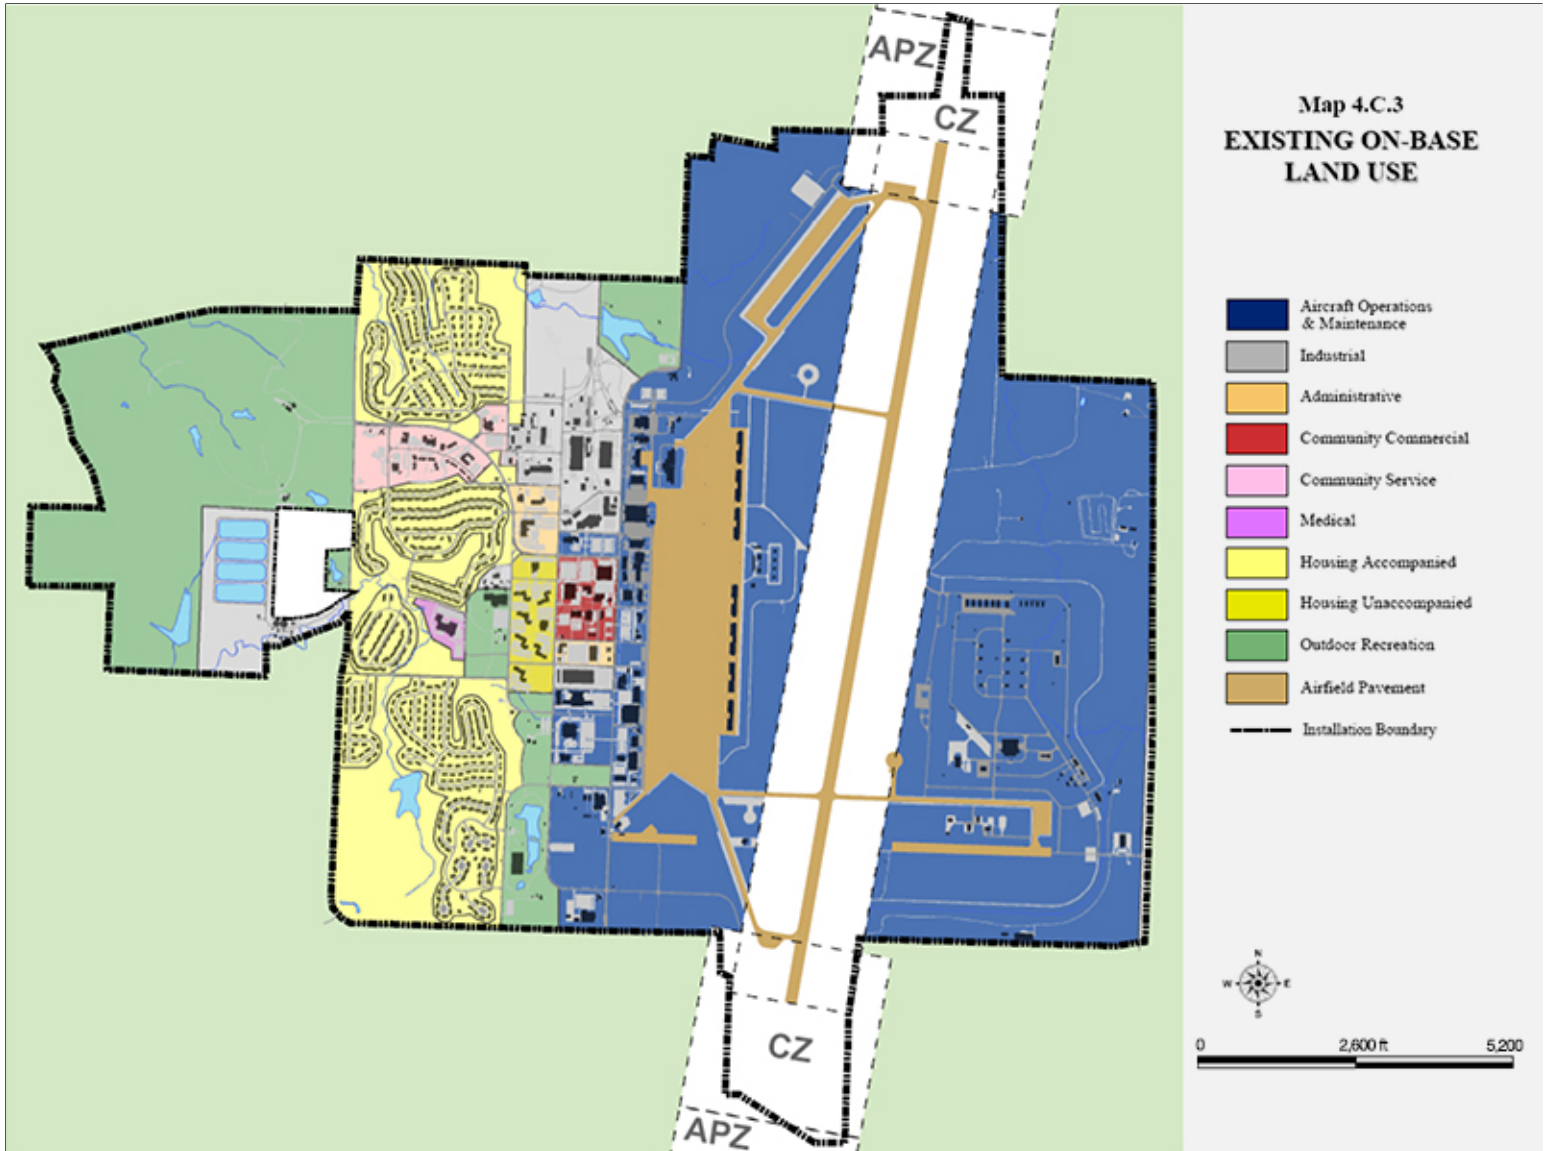 APZ
CZ
CZ
APZ
Map 4.C.3
EXISTING ON-BASE
LAND USE
Aircraft Operations
& Maintenance
Industrial
Administrative
Community Commercial
Community Service
Medical
Housing Accompanied
Housing Unaccompanied
Outdoor Recreation
Airfield Pavement
Installation Boundary
N
W E
S
0 2,600 ft 5,200